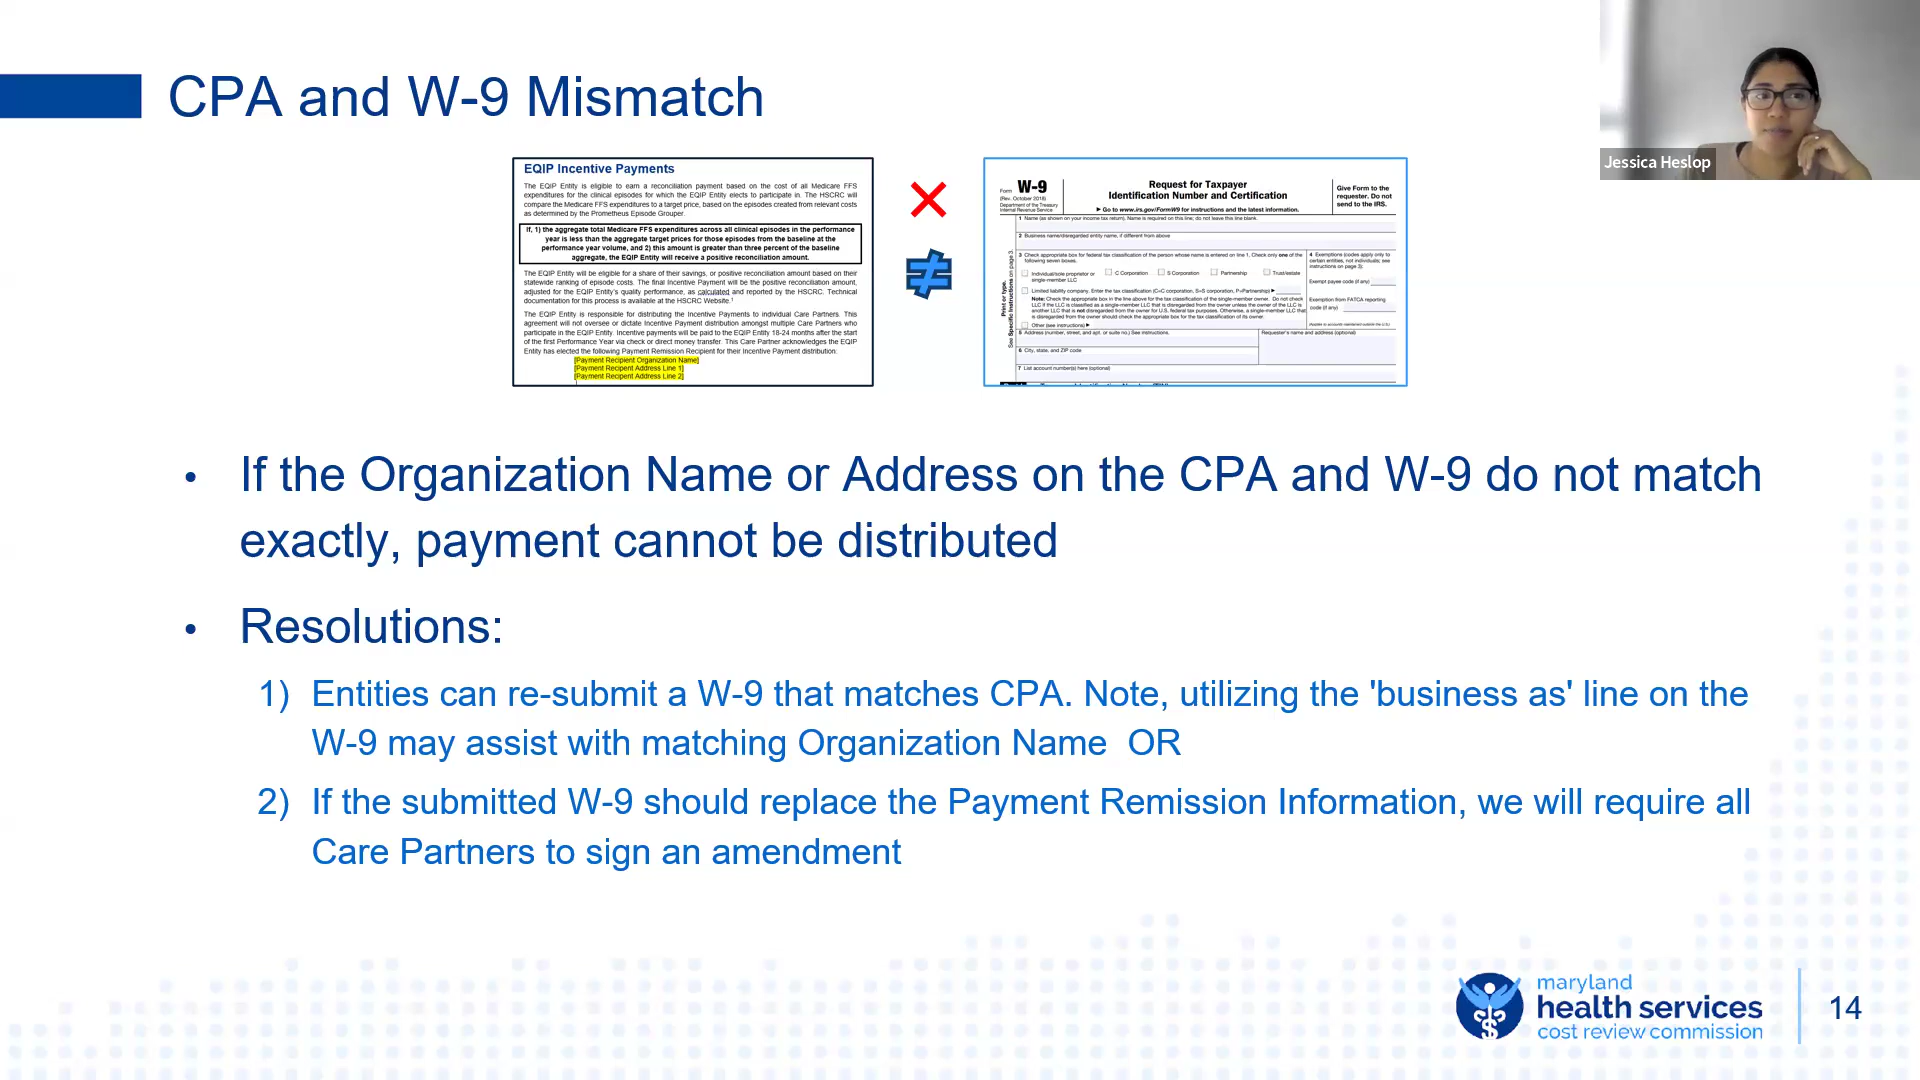 CPA and W-9 Mismatch
Jessica Heslop
EQIP Incentive Payments
The EQIP Entity is eligible to earn a reconciliation payment based on the cost of all Medicare FFS
expenditures for the clinical episodes for which the EQIP Entity elects to participate in. The HSCRC will
compare the Medicare FFS expenditures to a target price, based on the episodes created from relevant costs
as determined by the Prometheus Episode Grouper.
If, 1) the aggregate total Medicare FFS expenditures across all clinical episodes in the performance
year is less than the aggregate target prices for those episodes from the baseline at the
performance year volume, and 2) this amount is greater than three percent of the baseline
aggregate, the EQIP Entity will receive a positive reconciliation amount.
The EQIP Entity will be eligible for a share of their savings, or positive reconciliation amount based on their
statewide ranking of episode costs. The final Incentive Payment will be the positive reconciliation amount,
adjusted for the EQIP Entity's quality performance, as calculated and reported by the HSCRC. Technical
documentation for this process is available at the HSCRC Website.1
The EQIP Entity is responsible for distributing the Incentive Payments to individual Care Partners. This
agreement will not oversee or dictate Incentive Payment distribution amongst multiple Care Partners who
participate in the EQIP Entity. Incentive payments will be paid to the EQIP Entity 18-24 months after the start
of the first Performance Year via check or direct money transfer. This Care Partner acknowledges the EQIP
Entity has elected the following Payment Remission Recipient for their Incentive Payment distribution:
[Payment Recipient Organization Name]
[Payment Recipent Address Line 1]
[Payment Recipent Address Line 2]
Form W-9
(Rev. October 2018)
Department of the Treasury
Internal Revenue Service
Request for Taxpayer
Identification Number and Certification
► Go to www.irs.gov/FormW9 for instructions and the latest information.
Give Form to the
requester. Do not
send to the IRS.
Print or type.
See Specific Instructions on page 3.
1 Name (as shown on your income tax return). Name is required on this line; do not leave this line blank.
2 Business name/disregarded entity name, if different from above
3 Check appropriate box for federal tax classification of the person whose name is entered on line 1. Check only one of the
following seven boxes.
Individual/sole proprietor or
single-member LLC
C Corporation
S Corporation
Partnership
Trust/estate
Limited liability company. Enter the tax classification (C=C corporation, S=S corporation, P=Partnership) ►
Note: Check the appropriate box in the line above for the tax classification of the single-member owner. Do not check
LLC if the LLC is classified as a single-member LLC that is disregarded from the owner unless the owner of the LLC is
another LLC that is not disregarded from the owner for U.S. federal tax purposes. Otherwise, a single-member LLC that
is disregarded from the owner should check the appropriate box for the tax classification of its owner.
Other (see instructions) ►
4 Exemptions (codes apply only to
certain entities, not individuals; see
instructions on page 3):
Exempt payee code (if any)
Exemption from FATCA reporting
code (if any)
(Applies to accounts maintained outside the U.S.)
5 Address (number, street, and apt. or suite no.) See instructions.
Requester's name and address (optional)
6 City, state, and ZIP code
7 List account number(s) here (optional)
• If the Organization Name or Address on the CPA and W-9 do not match
exactly, payment cannot be distributed
• Resolutions:
1) Entities can re-submit a W-9 that matches CPA. Note, utilizing the 'business as' line on the
W-9 may assist with matching Organization Name OR
2) If the submitted W-9 should replace the Payment Remission Information, we will require all
Care Partners to sign an amendment
maryland
health services
cost review commission
14